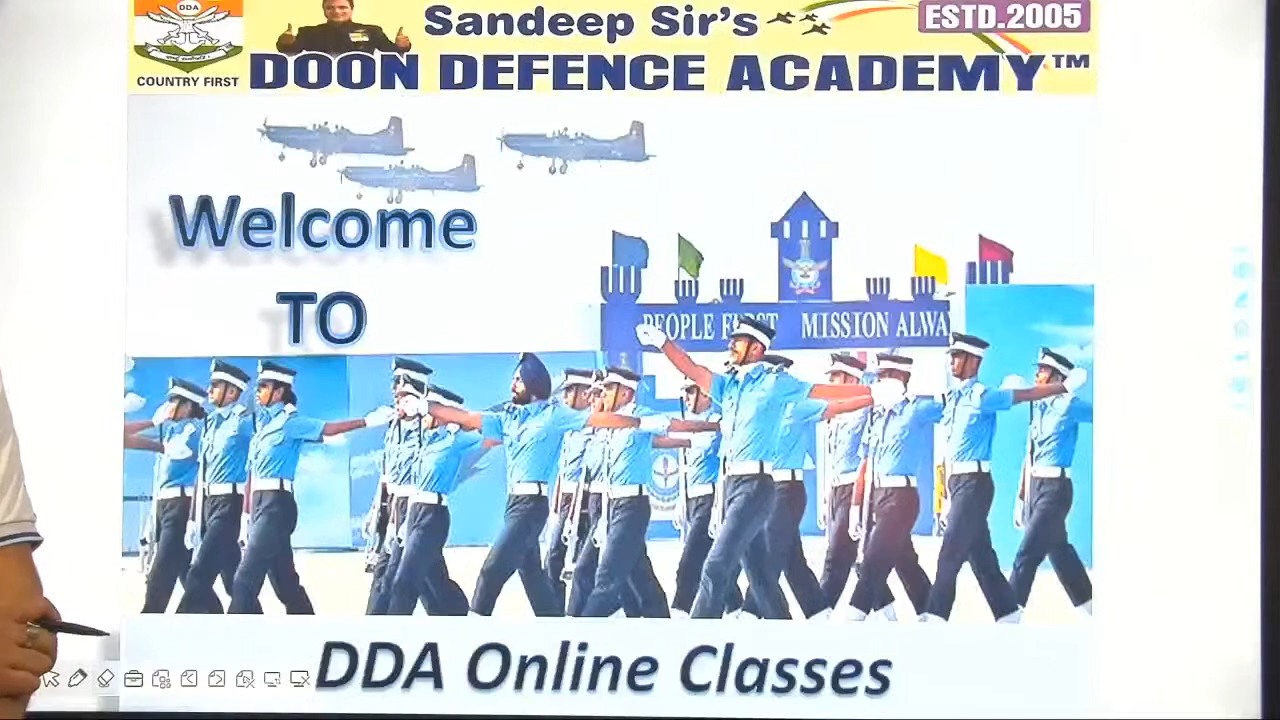 DDA
Sandeep Sir's
ESTD.2005
COUNTRY FIRST
DOON DEFENCE ACADEMY™
Welcome
TO
PEOPLE FIRST MISSION ALWA
DDA Online Classes